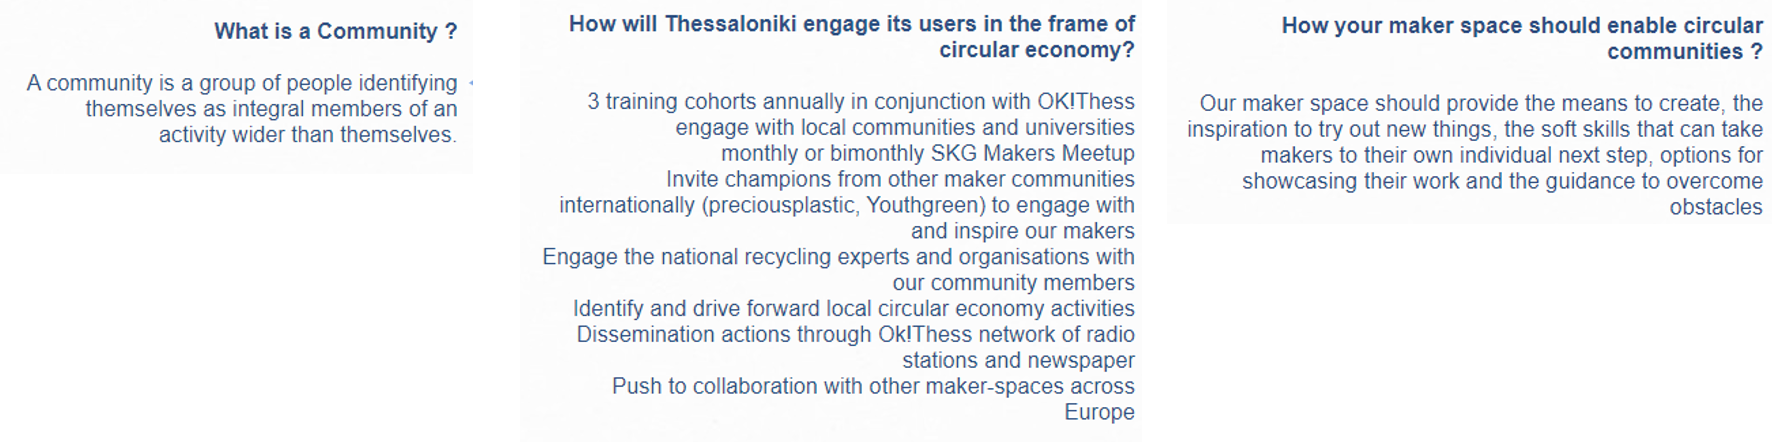 What is a Community ?
A community is a group of people identifying
themselves as integral members of an
activity wider than themselves.
How will Thessaloniki engage its users in the frame of
circular economy?
3 training cohorts annually in conjunction with OK!Thess
engage with local communities and universities
monthly or bimonthly SKG Makers Meetup
Invite champions from other maker communities
internationally (preciousplastic, Youthgreen) to engage with
and inspire our makers
Engage the national recycling experts and organisations with
our community members
Identify and drive forward local circular economy activities
Dissemination actions through Ok!Thess network of radio
stations and newspaper
Push to collaboration with other maker-spaces across
Europe
How your maker space should enable circular
communities ?
Our maker space should provide the means to create, the
inspiration to try out new things, the soft skills that can take
makers to their own individual next step, options for
showcasing their work and the guidance to overcome
obstacles